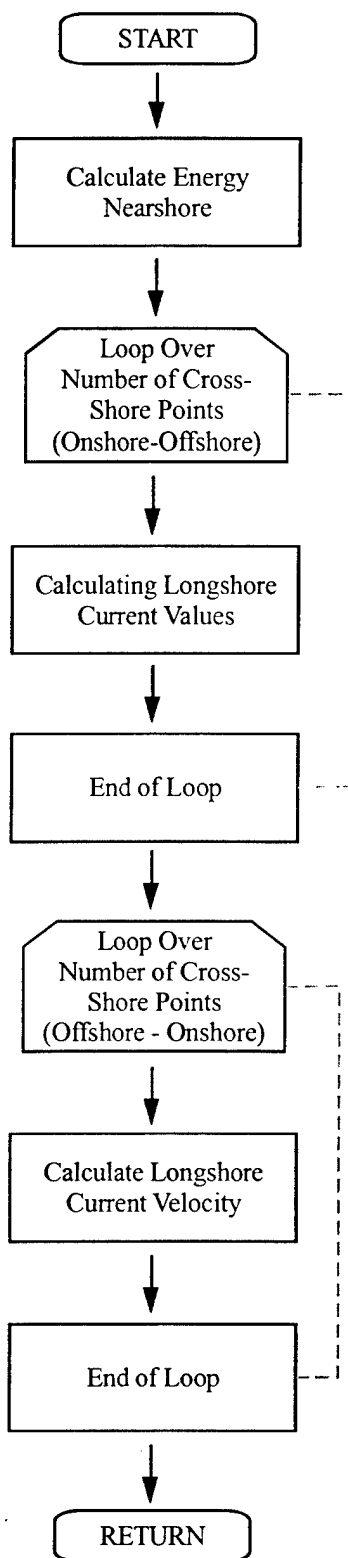 START
Calculate Energy
Nearshore
Loop Over
Number of Cross-
Shore Points
(Onshore-Offshore)
Calculating Longshore
Current Values
End of Loop
Loop Over
Number of Cross-
Shore Points
(Offshore - Onshore)
Calculate Longshore
Current Velocity
End of Loop
RETURN